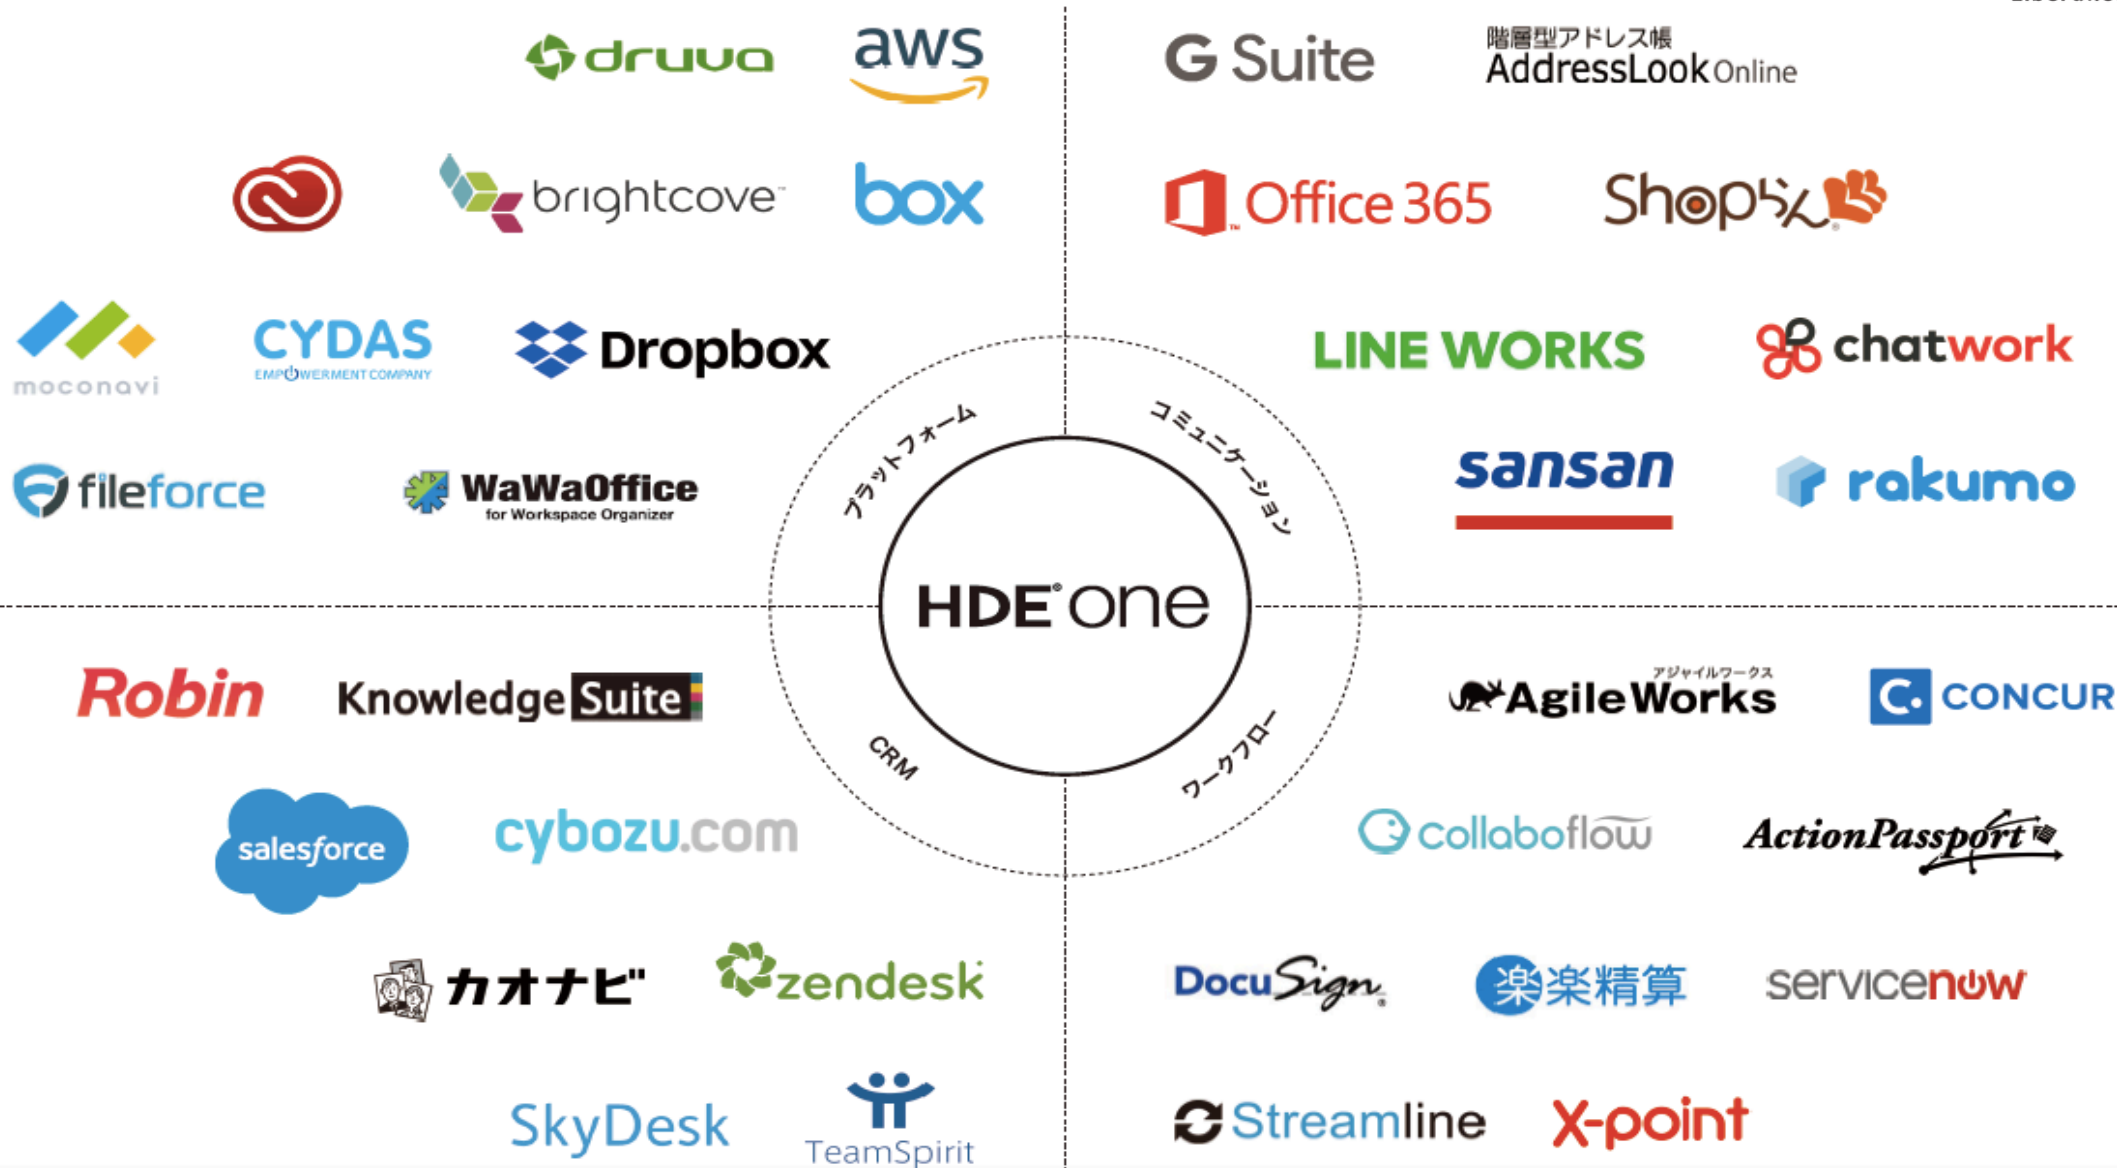 druva
aws
brightcove
box
moconavi
CYDAS
EMPOWERMENT COMPANY
Dropbox
fileforce
WaWaOffice
for Workspace Organizer
プラットフォーム
G Suite
階層型アドレス帳
AddressLook Online
Office 365
Shopらん
LINE WORKS
chatwork
sansan
rakumo
コミュニケーション
HDE one
Robin
Knowledge Suite
salesforce
cybozu.com
カオナビ
zendesk
SkyDesk
TeamSpirit
CRM
ワークフロー
アジャイルワークス
AgileWorks
C. CONCUR
collaboflow
ActionPassport
DocuSign
楽楽精算
servicenow
Streamline
X-point